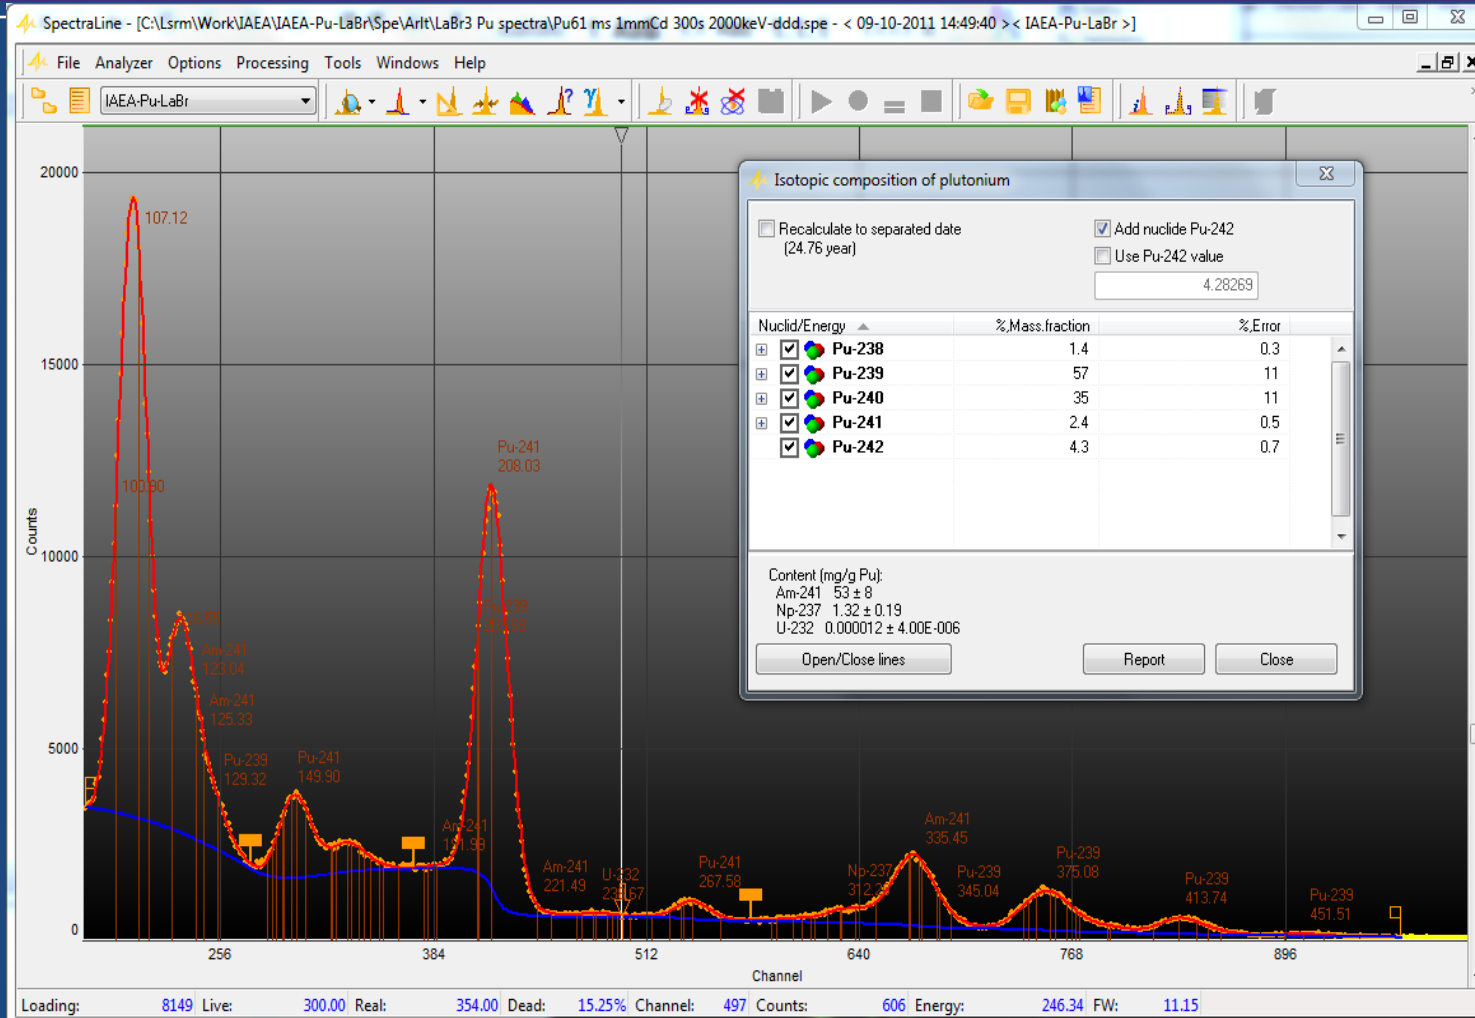 SpectraLine - [C:\Lsrm\Work\IAEA\IAEA-Pu-LaBr\Spe\Arlt\LaBr3 Pu spectra\Pu61 ms 1mmCd 300s 2000keV-ddd.spe - < 09-10-2011 14:49:40 >< IAEA-Pu-LaBr >]
File Analyzer Options Processing Tools Windows Help
IAEA-Pu-LaBr
Isotopic composition of plutonium
Recalculate to separated date
(24.76 year)
Add nuclide Pu-242
Use Pu-242 value
4.28269
Nuclid/Energy %,Mass.fraction %,Error
Pu-238 1.4 0.3
Pu-239 57 11
Pu-240 35 11
Pu-241 2.4 0.5
Pu-242 4.3 0.7
Content (mg/g Pu):
Am-241 53 ± 8
Np-237 1.32 ± 0.19
U-232 0.000012 ± 4.00E-006
Open/Close lines Report Close
20000
15000
10000
5000
0
Counts
107.12
100.90
Am-241
123.04
Am-241
125.33
Pu-239
129.32
Pu-241
149.90
Pu-241
208.03
Am-241
191.99
Am-241
221.49
U-232
Pu-241
267.58
Np-237
Am-241
335.45
Pu-239
345.04
Pu-239
375.08
Pu-239
413.74
Pu-239
451.51
256 384 512 640 768 896
Channel
Loading: 8149 Live: 300.00 Real: 354.00 Dead: 15.25% Channel: 497 Counts: 606 Energy: 246.34 FW: 11.15